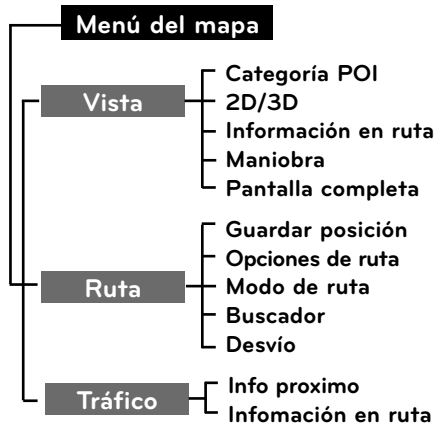 Menú del mapa
Vista
Categoría POI
2D/3D
Información en ruta
Maniobra
Pantalla completa
Ruta
Guardar posición
Opciones de ruta
Modo de ruta
Buscador
Desvío
Tráfico
Info proximo
Infomación en ruta